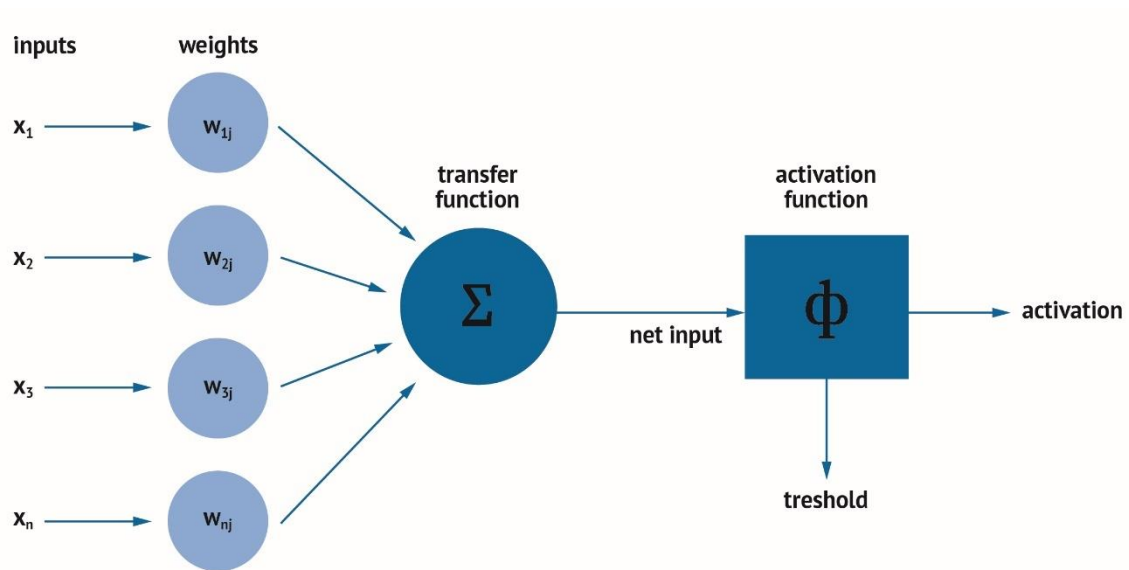 inputs
weights
x₁
w₁ⱼ
x₂
w₂ⱼ
x₃
w₃ⱼ
xₙ
wₙⱼ
transfer
function
Σ
net input
activation
function
ф
activation
treshold